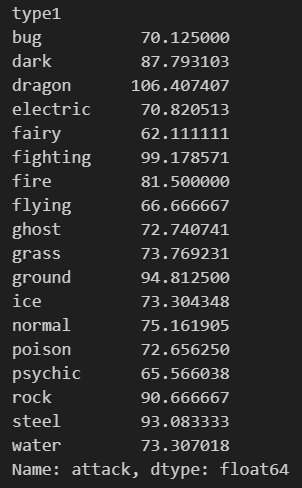 type1
bug 70.125000
dark 87.793103
dragon 106.407407
electric 70.820513
fairy 62.111111
fighting 99.178571
fire 81.500000
flying 66.666667
ghost 72.740741
grass 73.769231
ground 94.812500
ice 73.304348
normal 75.161905
poison 72.656250
psychic 65.566038
rock 90.666667
steel 93.083333
water 73.307018
Name: attack, dtype: float64